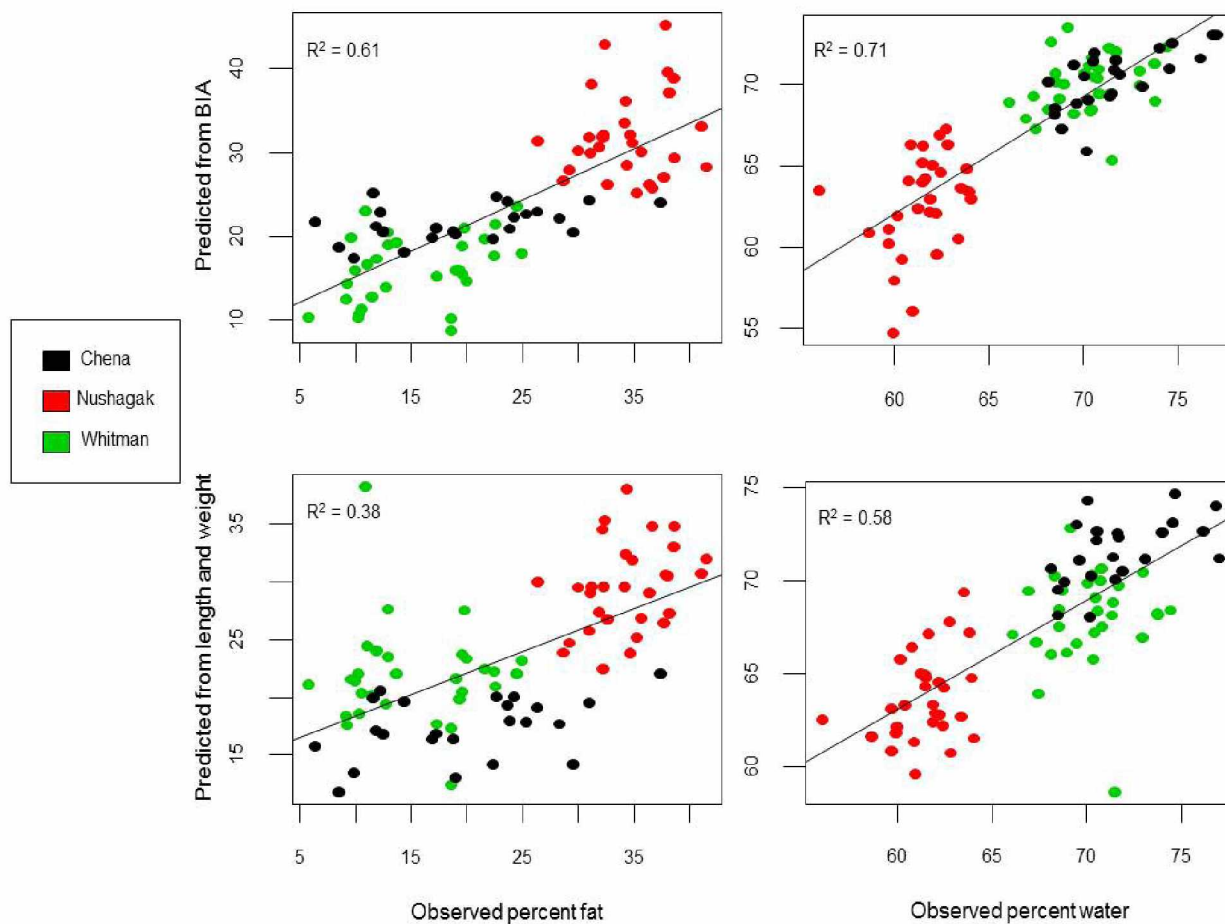 R² = 0.61
Predicted from BIA
40
30
20
10
5
15
25
35
R² = 0.71
70
65
60
55
60
65
70
75
Chena
Nushagak
Whitman
R² = 0.38
Predicted from length and weight
35
25
15
5
15
25
35
Observed percent fat
R² = 0.58
75
70
65
60
60
65
70
75
Observed percent water